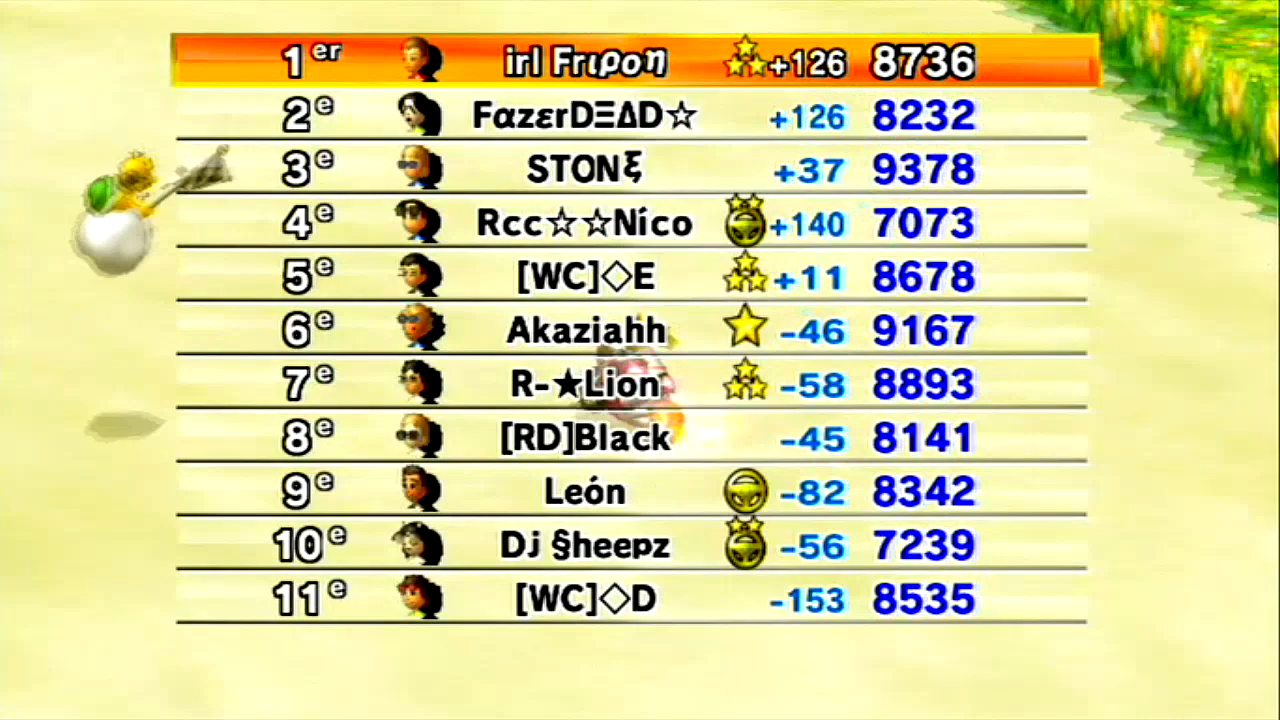 1er irl Frιρoη +126 8736
2e FαzεrDΞΔD☆ +126 8232
3e STONξ +37 9378
4e Rcc☆☆Níco +140 7073
5e [WC]◇E +11 8678
6e Akaziahh -46 9167
7e R-★Lion -58 8893
8e [RD]Black -45 8141
9e León -82 8342
10e Dj §heepz -56 7239
11e [WC]◇D -153 8535